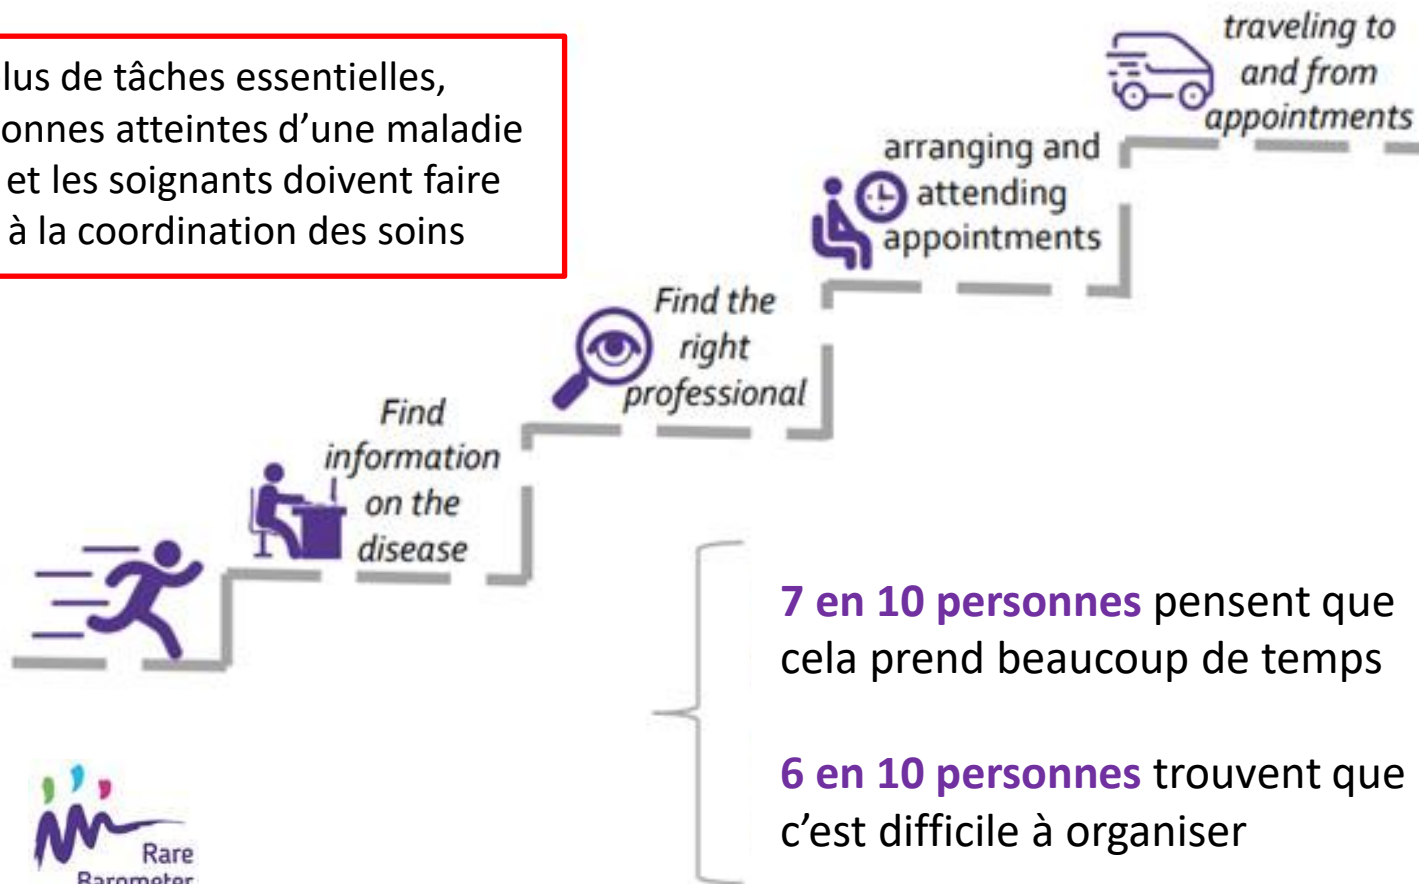 lus de tâches essentielles,
onnes atteintes d'une maladie
et les soignants doivent faire
à la coordination des soins
traveling to
and from
appointments
arranging and
attending
appointments
Find the
right
professional
Find
information
on the
disease
7 en 10 personnes pensent que
cela prend beaucoup de temps
6 en 10 personnes trouvent que
c'est difficile à organiser
Rare
Barometer